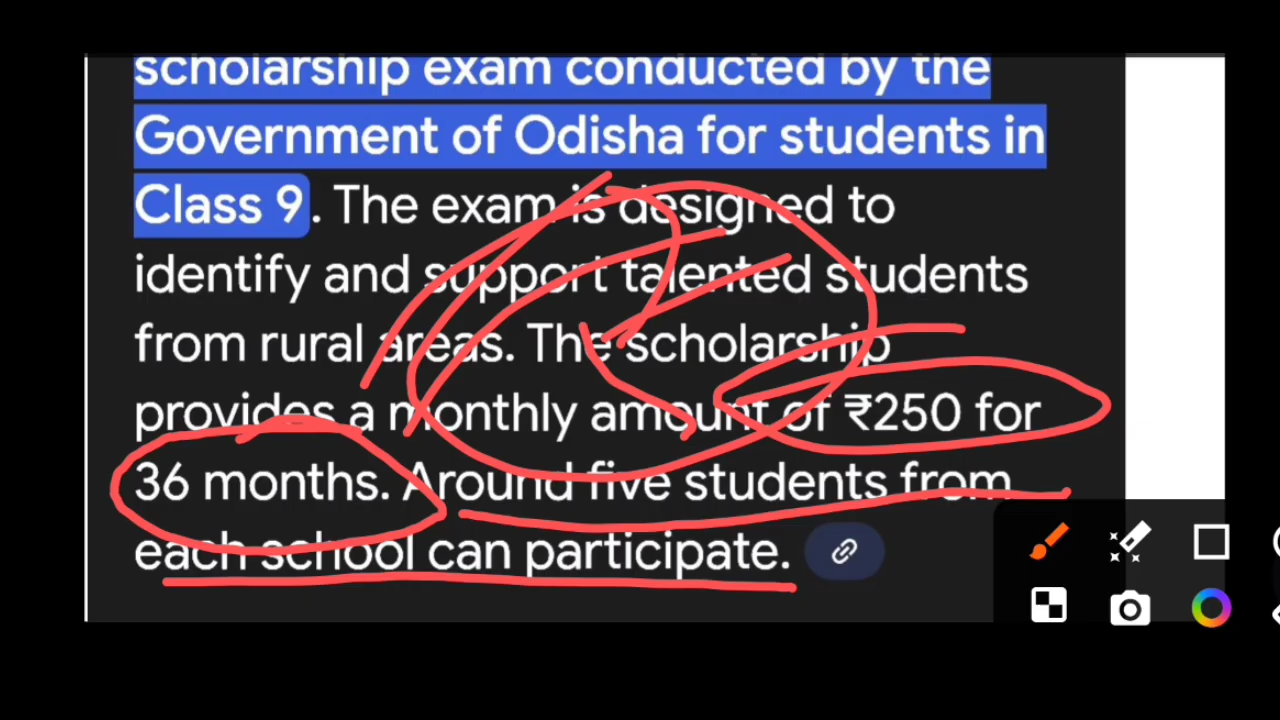 scholarship exam conducted by the
Government of Odisha for students in
Class 9. The exam is designed to
identify and support talented students
from rural areas. The scholarship
provides a monthly amount of ₹250 for
36 months. Around five students from
each school can participate.